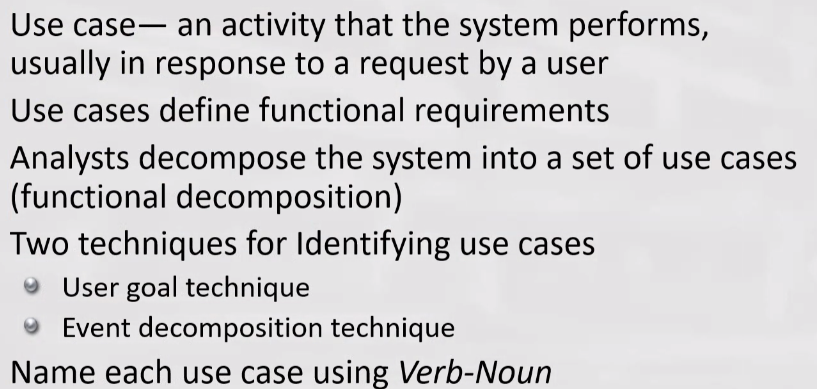 Use case— an activity that the system performs,
usually in response to a request by a user
Use cases define functional requirements
Analysts decompose the system into a set of use cases
(functional decomposition)
Two techniques for Identifying use cases
User goal technique
Event decomposition technique
Name each use case using Verb-Noun